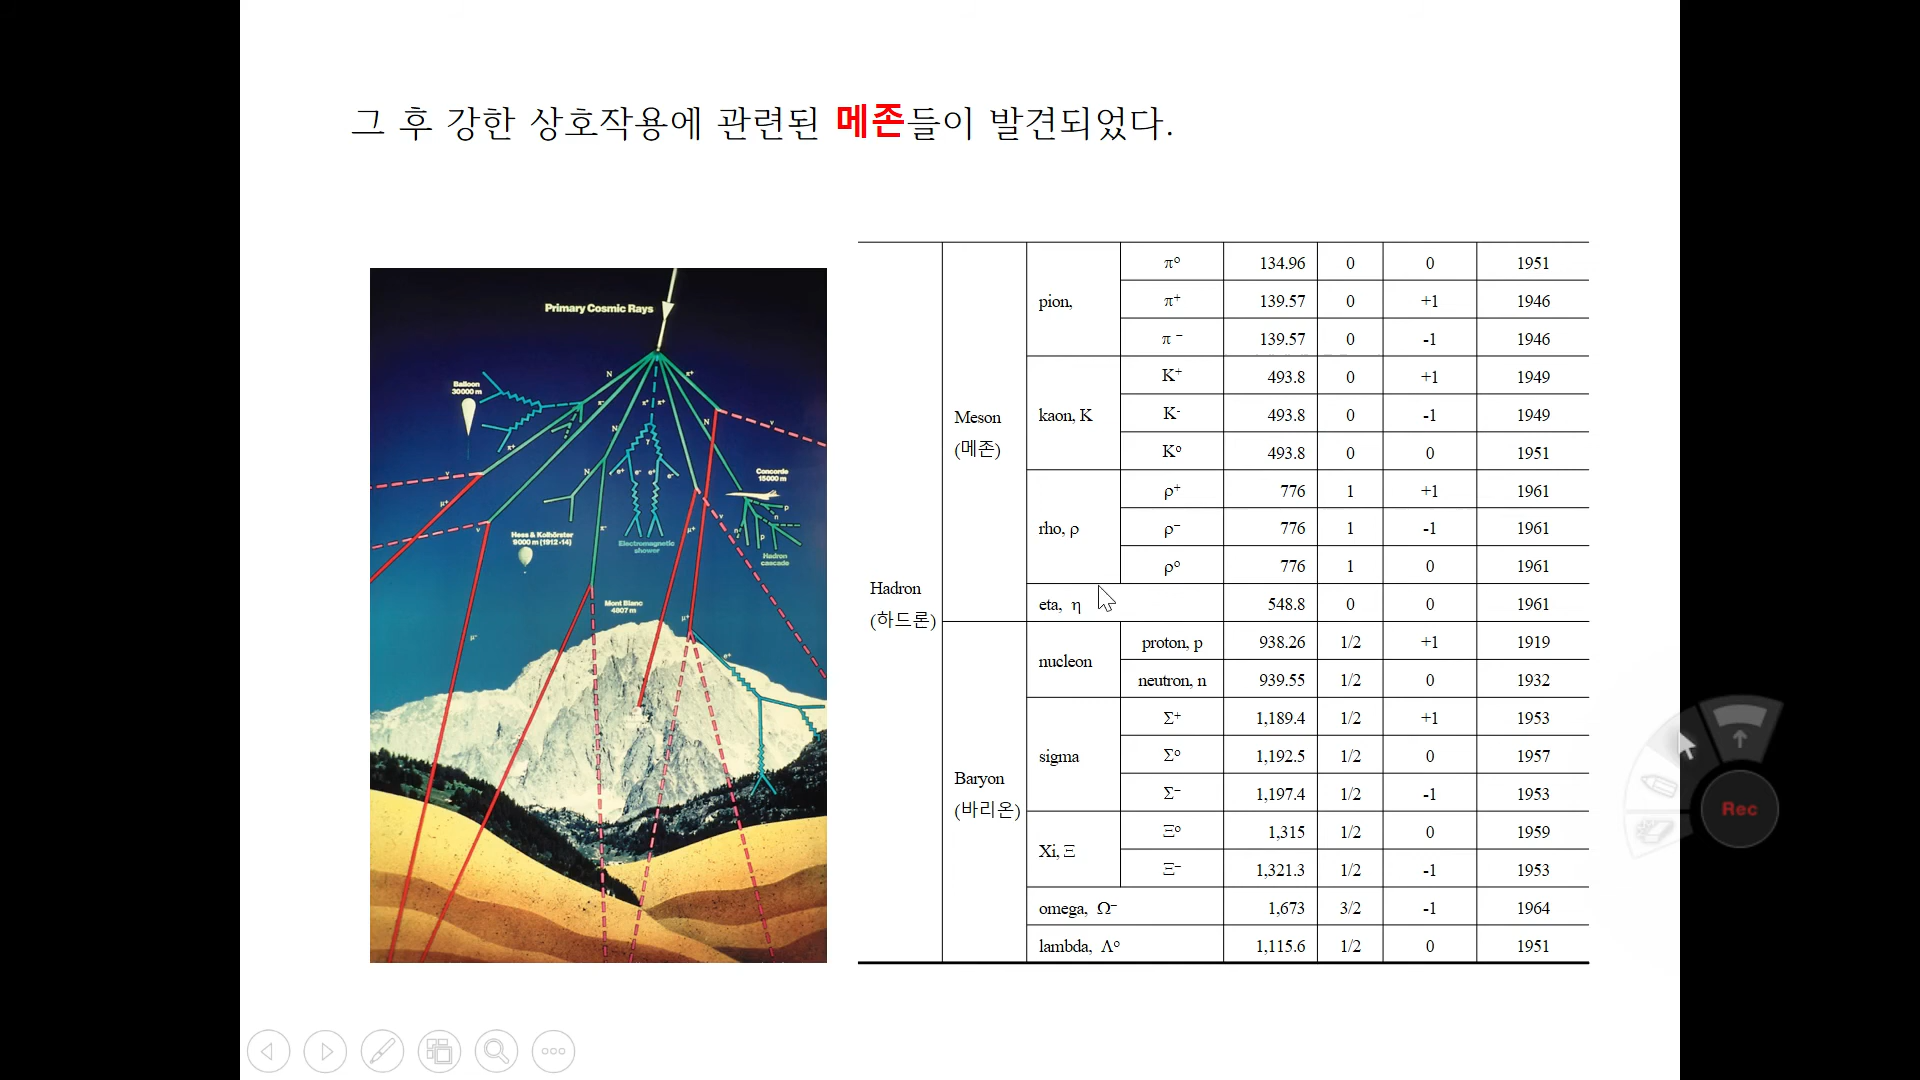 그 후 강한 상호작용에 관련된 메존들이 발견되었다.
Primary Cosmic Rays
Balloon
30000 m
Concorde
15000 m
Hess & Kolhörster
9000 m (1912-14)
Electromagnetic
shower
Hadron
cascade
Mont Blanc
4807 m
Hadron
(하드론)
Meson
(메존)
pion,
π° 134.96 0 0 1951
π⁺ 139.57 0 +1 1946
π⁻ 139.57 0 -1 1946
kaon, K
K⁺ 493.8 0 +1 1949
K⁻ 493.8 0 -1 1949
K° 493.8 0 0 1951
rho, ρ
ρ⁺ 776 1 +1 1961
ρ⁻ 776 1 -1 1961
ρ° 776 1 0 1961
eta, η 548.8 0 0 1961
Baryon
(바리온)
nucleon
proton, p 938.26 1/2 +1 1919
neutron, n 939.55 1/2 0 1932
sigma
Σ⁺ 1,189.4 1/2 +1 1953
Σ° 1,192.5 1/2 0 1957
Σ⁻ 1,197.4 1/2 -1 1953
Xi, Ξ
Ξ° 1,315 1/2 0 1959
Ξ⁻ 1,321.3 1/2 -1 1953
omega, Ω⁻ 1,673 3/2 -1 1964
lambda, Λ° 1,115.6 1/2 0 1951
Rec